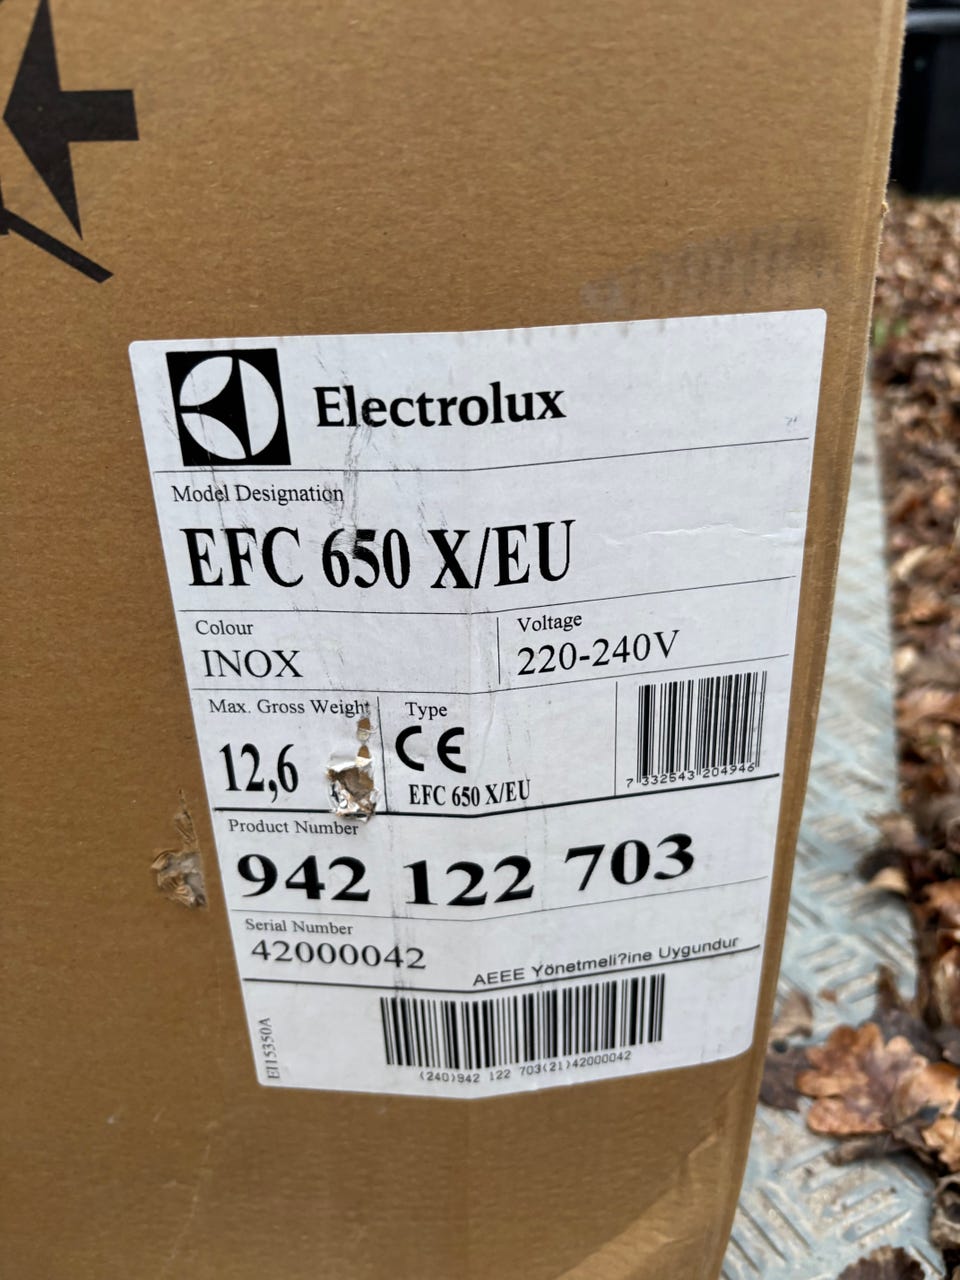 Electrolux
Model Designation
EFC 650 X/EU
Colour
INOX
Voltage
220-240V
Max. Gross Weight
12,6
Type
CE
EFC 650 X/EU
7 332543 204946
Product Number
942 122 703
Serial Number
42000042
AEEE Yönetmeli?ine Uygundur
(240)942 122 703(21)42000042
E115350A